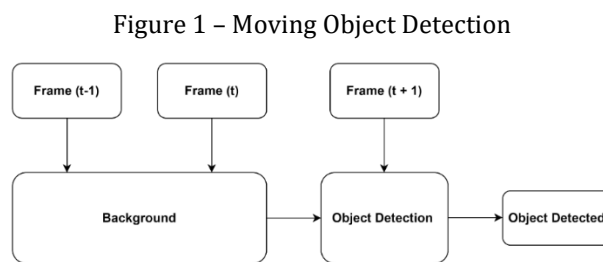 Figure 1 – Moving Object Detection
Frame (t-1)
Frame (t)
Frame (t + 1)
Background
Object Detection
Object Detected